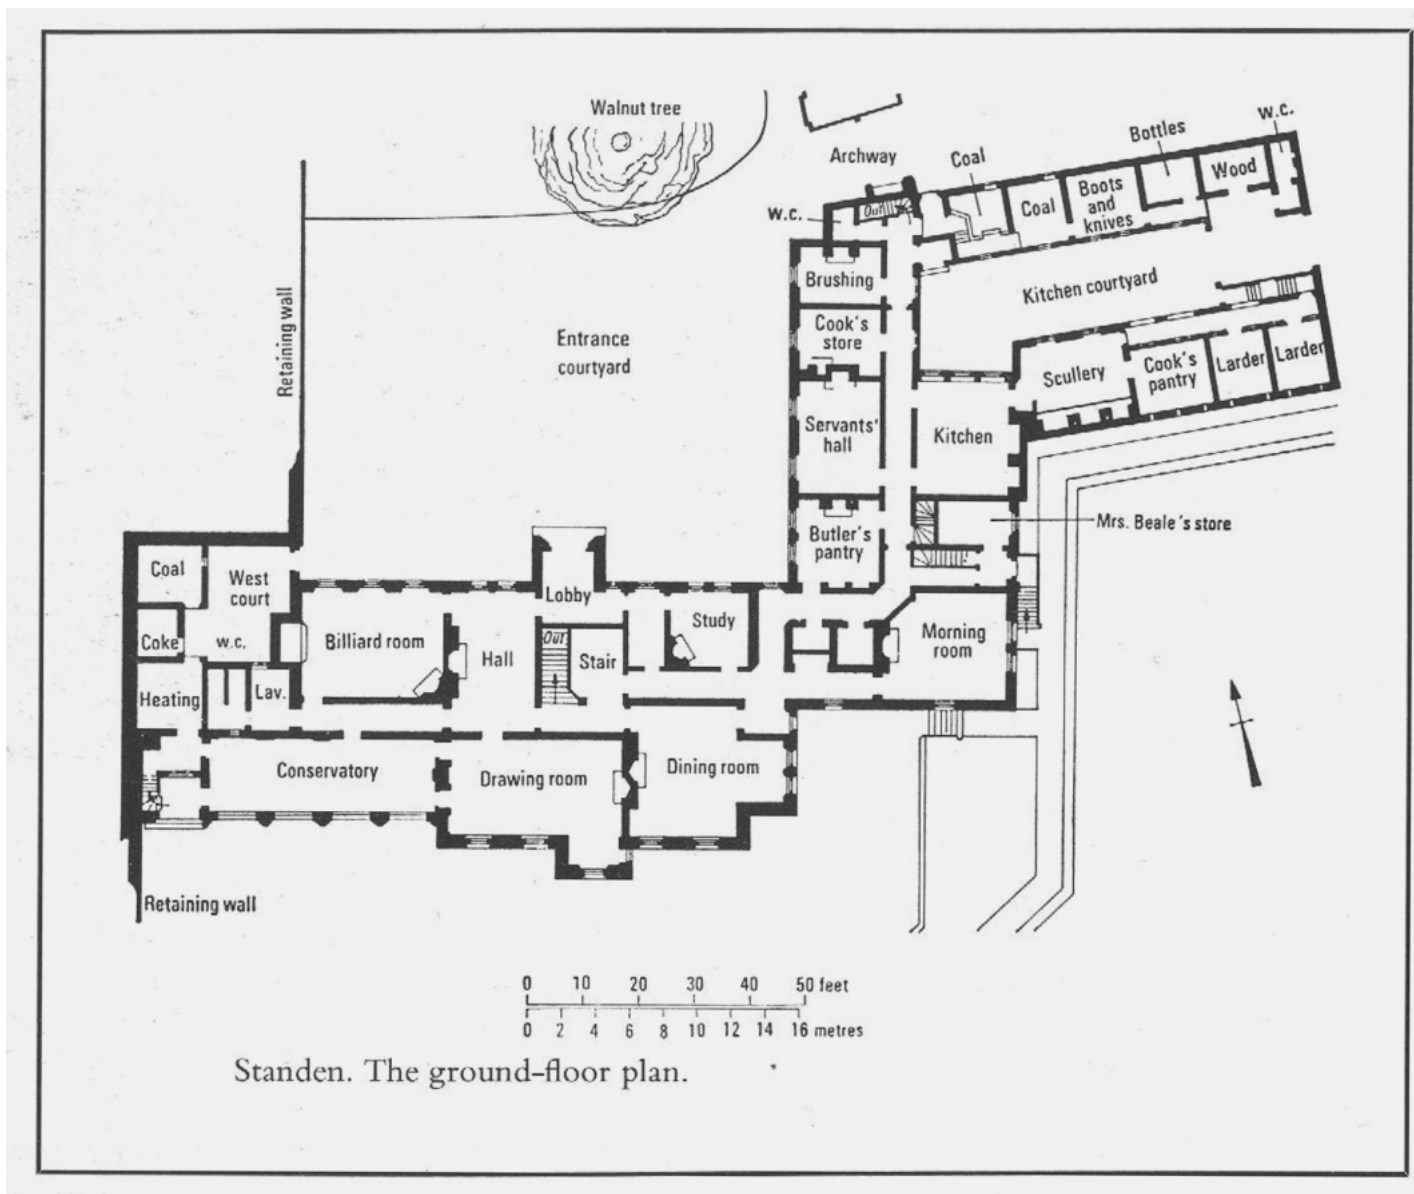 Walnut tree
Archway
Coal
Bottles
w.c.
Wood
Boots
and
knives
Coal
w.c.
Out
Brushing
Kitchen courtyard
Retaining wall
Entrance
courtyard
Cook's
store
Scullery
Cook's
pantry
Larder
Larder
Servants'
hall
Kitchen
Butler's
pantry
Mrs. Beale's store
Coal
West
court
Lobby
Coke
w.c.
Billiard room
Hall
Out
Stair
Study
Morning
room
Heating
Lav.
Conservatory
Drawing room
Dining room
Retaining wall
0 10 20 30 40 50 feet
0 2 4 6 8 10 12 14 16 metres
Standen. The ground-floor plan.